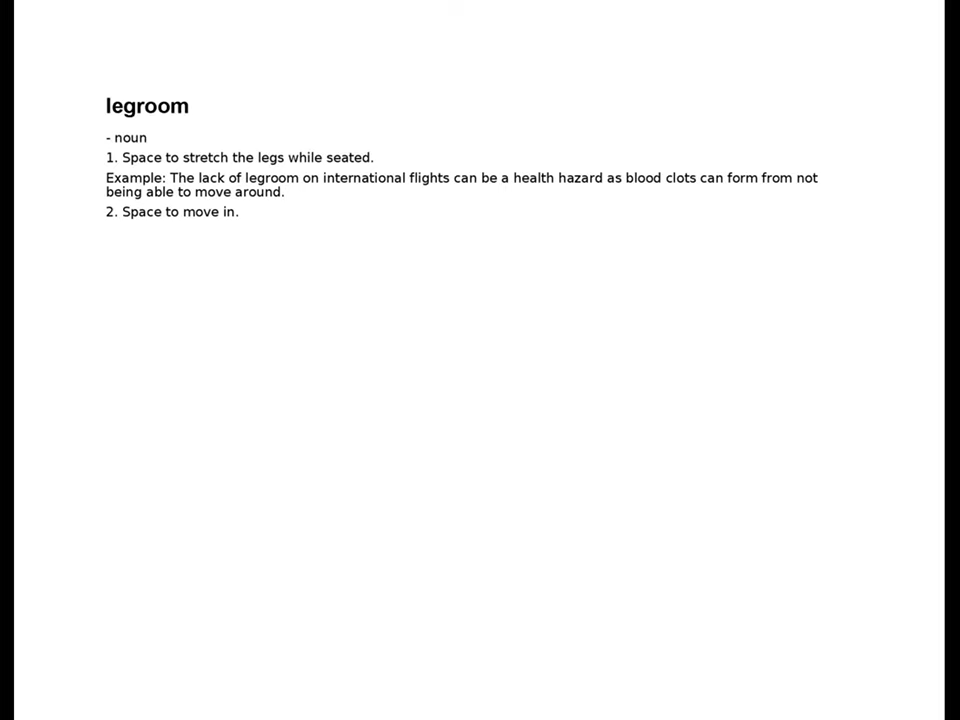 legroom
- noun
1. Space to stretch the legs while seated.
Example: The lack of legroom on international flights can be a health hazard as blood clots can form from not
being able to move around.
2. Space to move in.